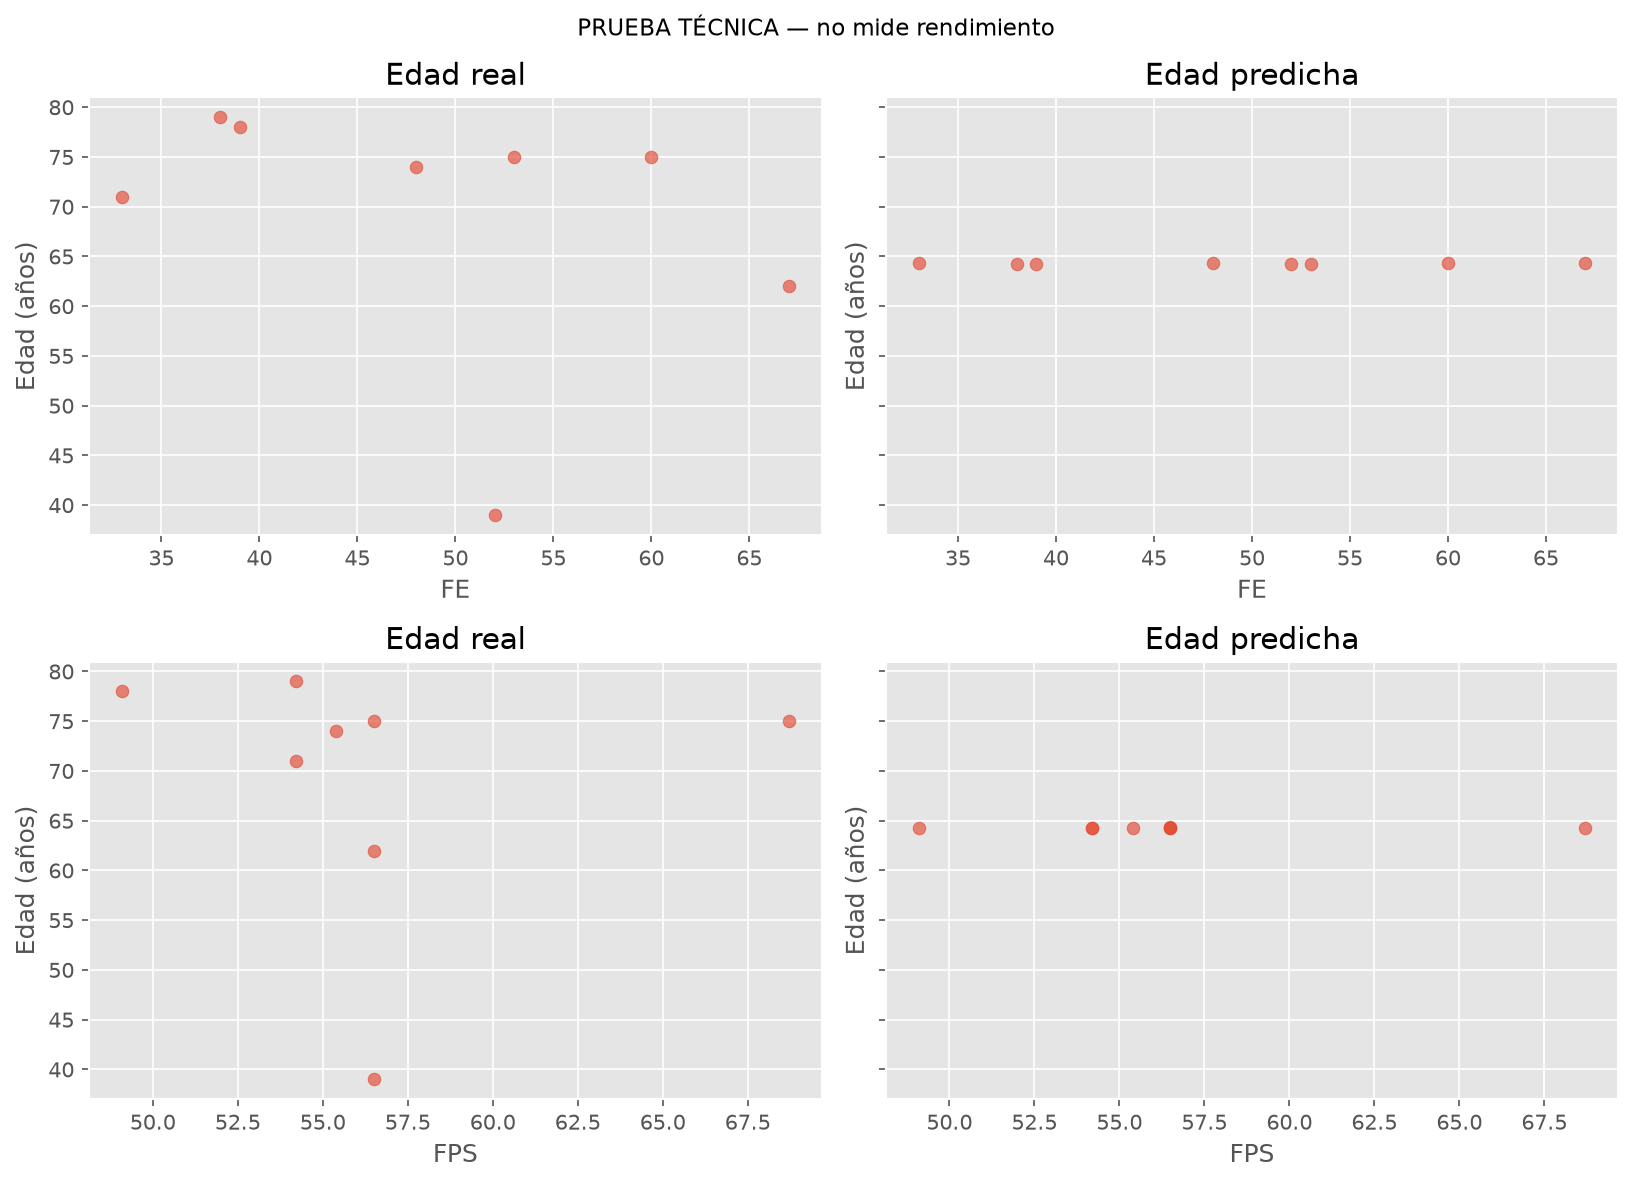 PRUEBA TÉCNICA — no mide rendimiento
Edad real
Edad (años)
80
75
70
65
60
55
50
45
40
35 40 45 50 55 60 65
FE
Edad predicha
Edad (años)
35 40 45 50 55 60 65
FE
Edad real
Edad (años)
80
75
70
65
60
55
50
45
40
50.0 52.5 55.0 57.5 60.0 62.5 65.0 67.5
FPS
Edad predicha
Edad (años)
50.0 52.5 55.0 57.5 60.0 62.5 65.0 67.5
FPS